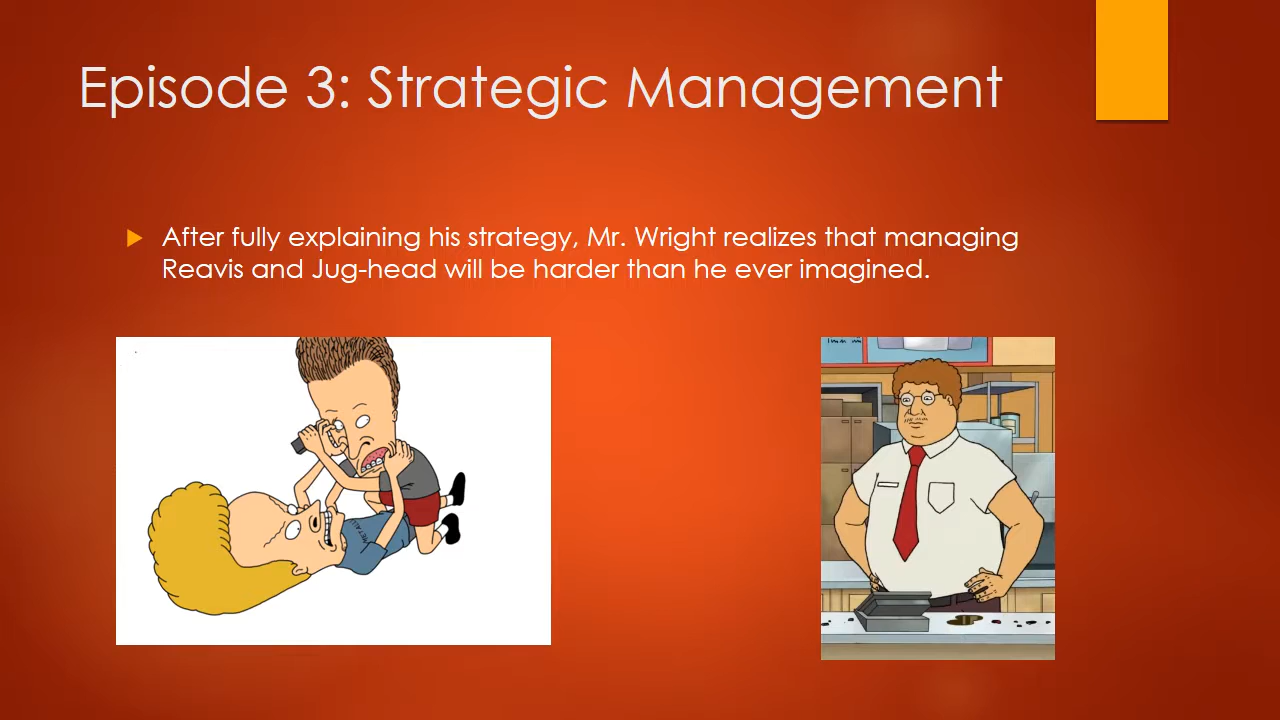 Episode 3: Strategic Management
After fully explaining his strategy, Mr. Wright realizes that managing
Reavis and Jug-head will be harder than he ever imagined.